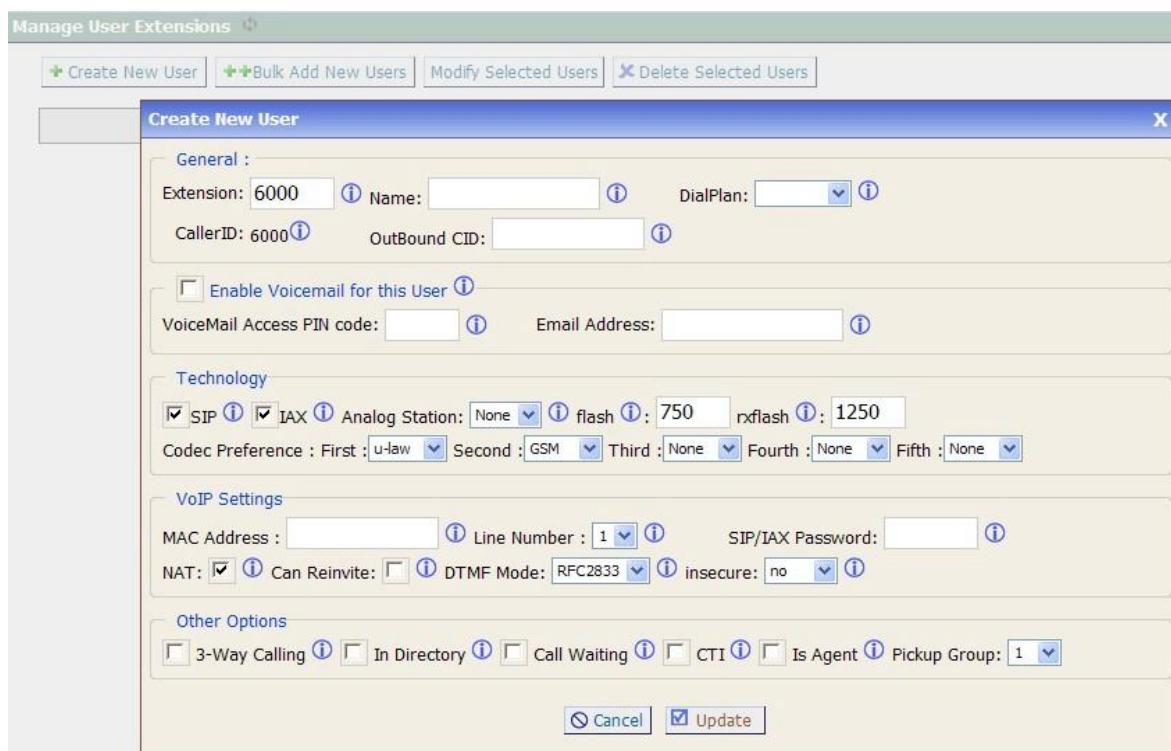 Manage User Extensions
Create New User
Bulk Add New Users
Modify Selected Users
Delete Selected Users
Create New User X
General :
Extension: 6000 Name: DialPlan:
CallerID: 6000 OutBound CID:
Enable Voicemail for this User
VoiceMail Access PIN code: Email Address:
Technology
SIP IAX Analog Station: None flash : 750 rxflash : 1250
Codec Preference : First : u-law Second : GSM Third : None Fourth : None Fifth : None
VoIP Settings
MAC Address : Line Number : 1 SIP/IAX Password:
NAT: Can Reinvite: DTMF Mode: RFC2833 insecure: no
Other Options
3-Way Calling In Directory Call Waiting CTI Is Agent Pickup Group: 1
Cancel Update